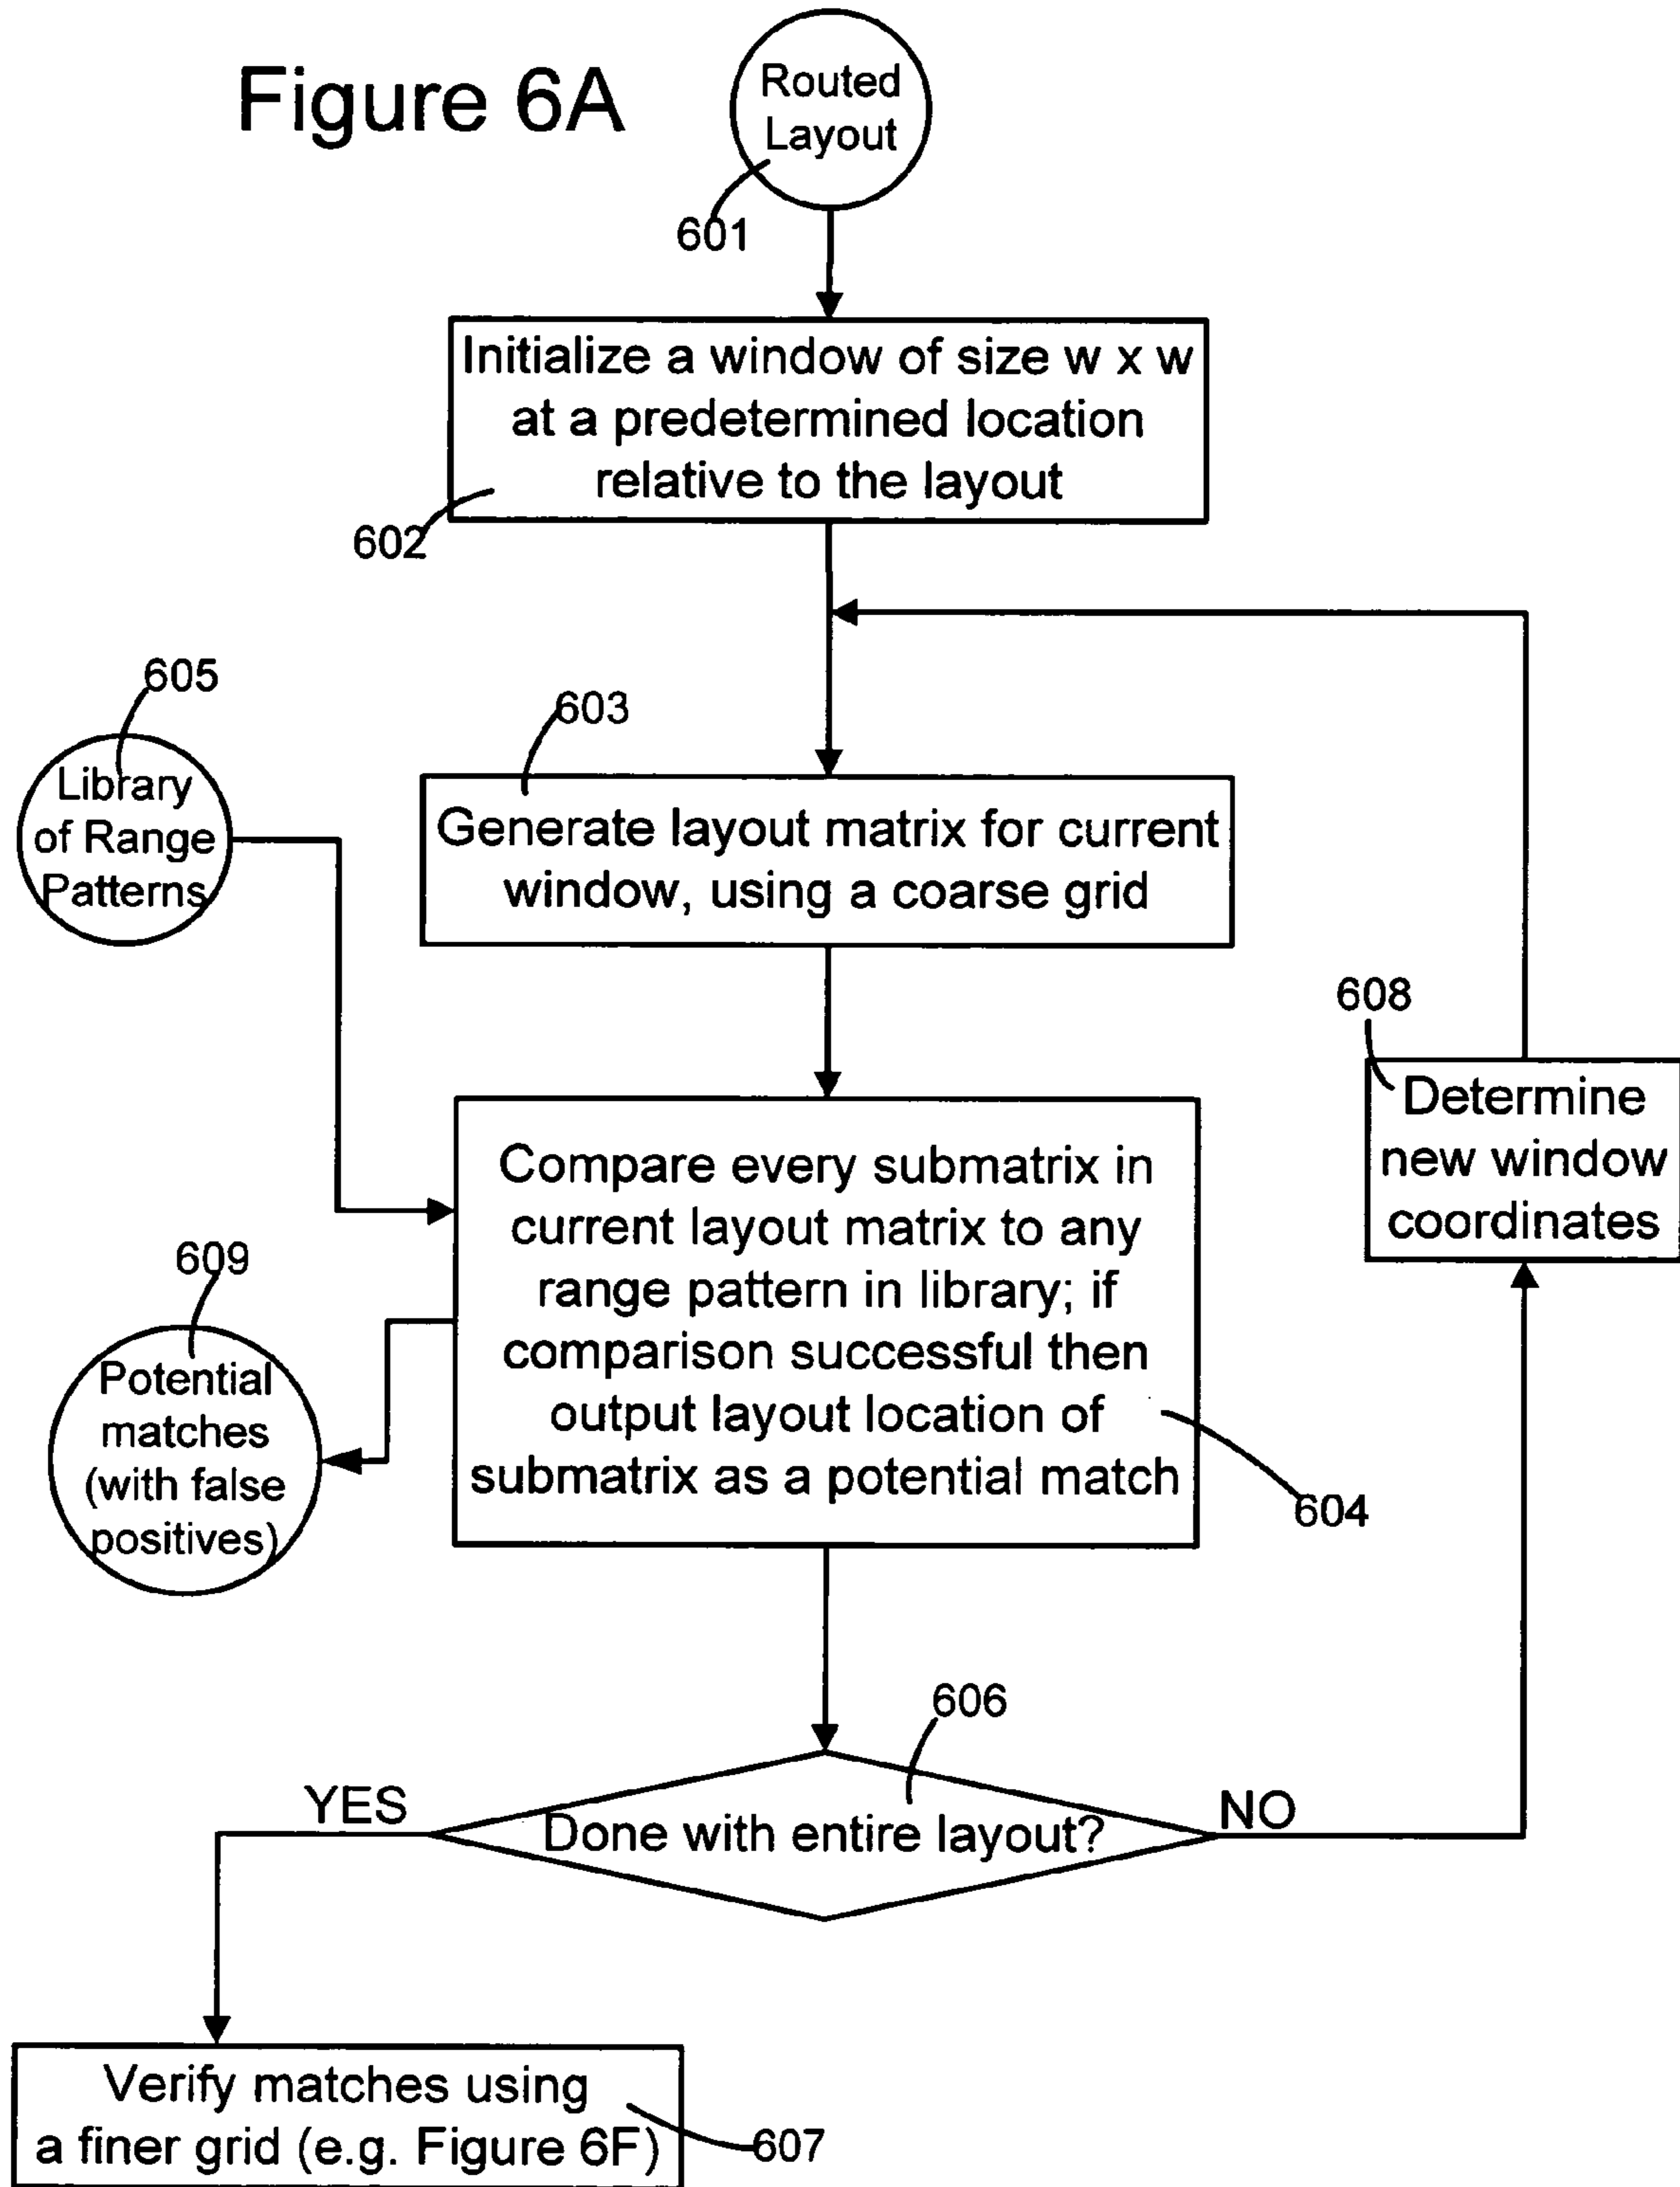 Figure 6A
Routed
Layout
601
Initialize a window of size w x w
at a predetermined location
relative to the layout
602
605
Library
of Range
Patterns
603
Generate layout matrix for current
window, using a coarse grid
608
Determine
new window
coordinates
Compare every submatrix in
current layout matrix to any
range pattern in library; if
comparison successful then
output layout location of
submatrix as a potential match
604
609
Potential
matches
(with false
positives)
606
YES
Done with entire layout?
NO
Verify matches using
a finer grid (e.g. Figure 6F)
607